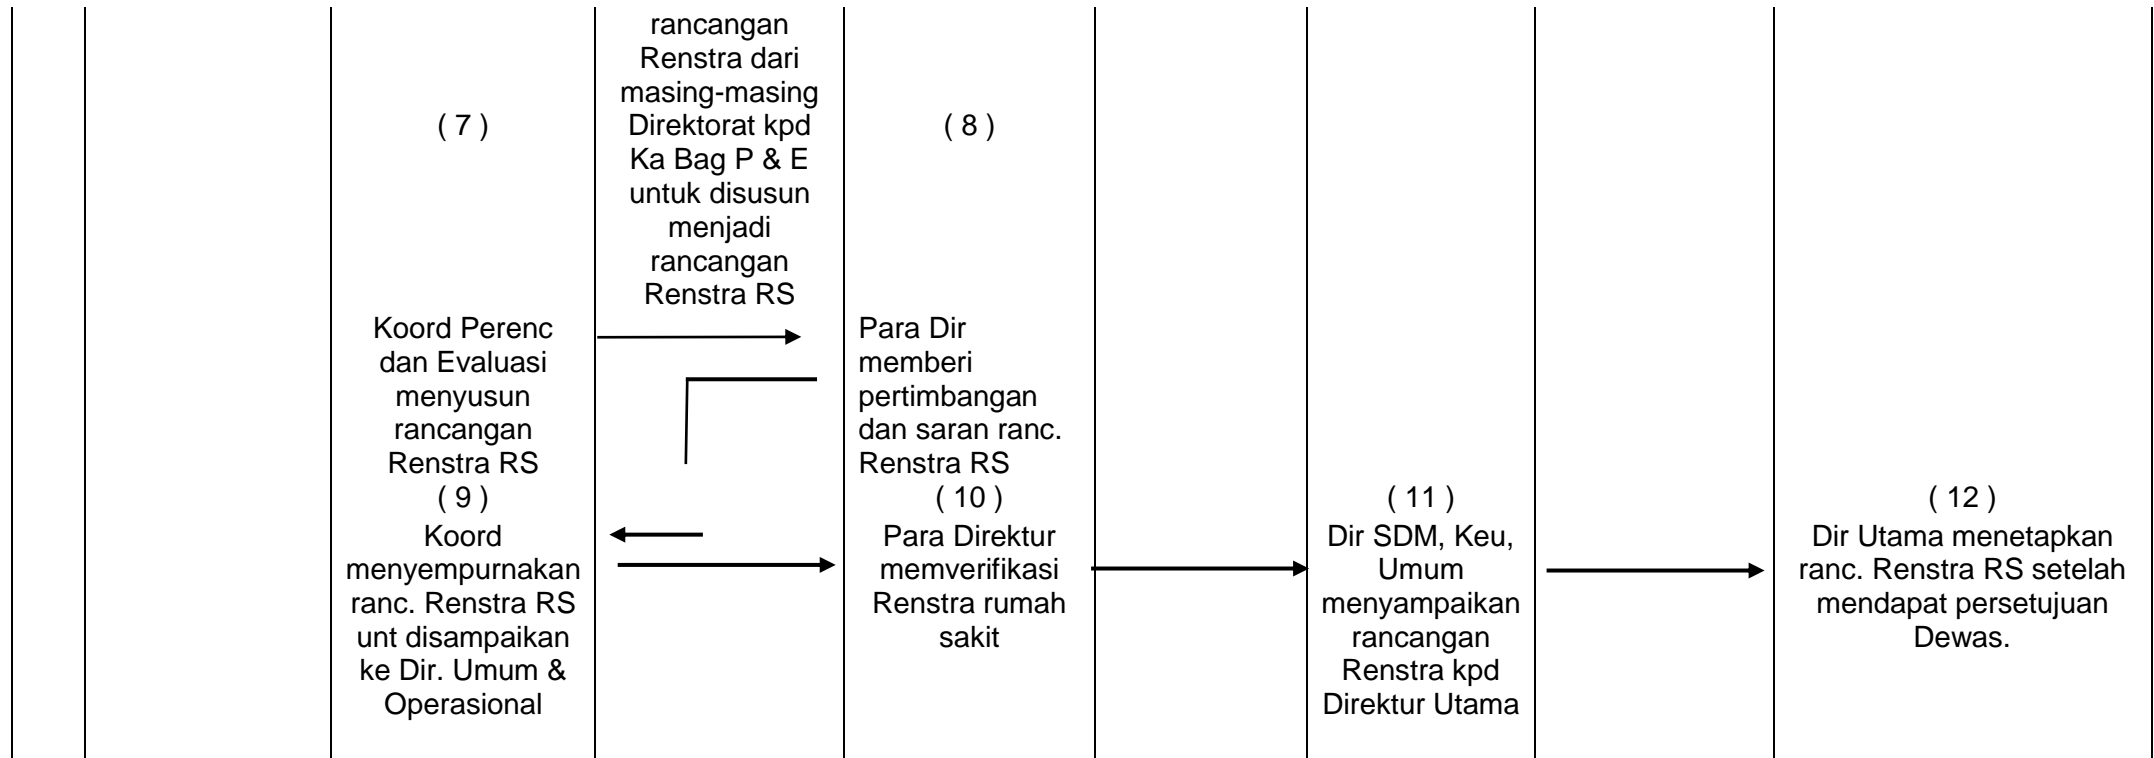 rancangan
Renstra dari
masing-masing
Direktorat kpd
Ka Bag P & E
untuk disusun
menjadi
rancangan
Renstra RS
( 7 )
Koord Perenc
dan Evaluasi
menyusun
rancangan
Renstra RS
( 8 )
Para Dir
memberi
pertimbangan
dan saran ranc.
Renstra RS
( 9 )
Koord
menyempurnakan
ranc. Renstra RS
unt disampaikan
ke Dir. Umum &
Operasional
( 10 )
Para Direktur
memverifikasi
Renstra rumah
sakit
( 11 )
Dir SDM, Keu,
Umum
menyampaikan
rancangan
Renstra kpd
Direktur Utama
( 12 )
Dir Utama menetapkan
ranc. Renstra RS setelah
mendapat persetujuan
Dewas.